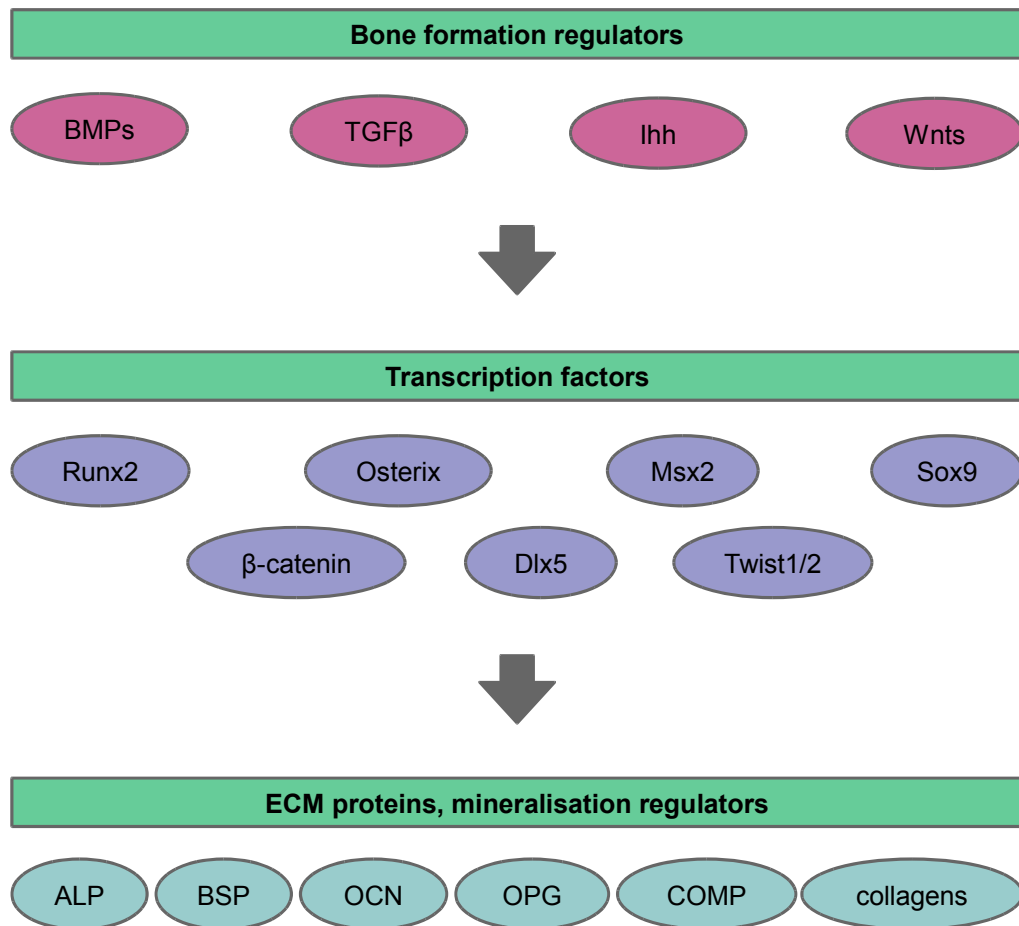 Bone formation regulators
BMPs TGFβ Ihh Wnts
Transcription factors
Runx2 Osterix Msx2 Sox9
β-catenin Dlx5 Twist1/2
ECM proteins, mineralisation regulators
ALP BSP OCN OPG COMP collagens